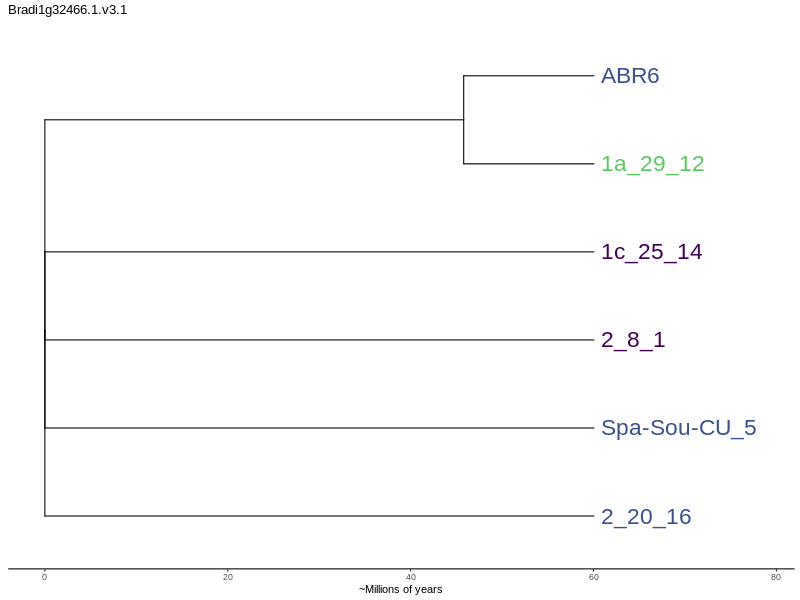 Bradi1g32466.1.v3.1
ABR6
1a_29_12
1c_25_14
2_8_1
Spa-Sou-CU_5
2_20_16
0 20 40 60 80
~Millions of years